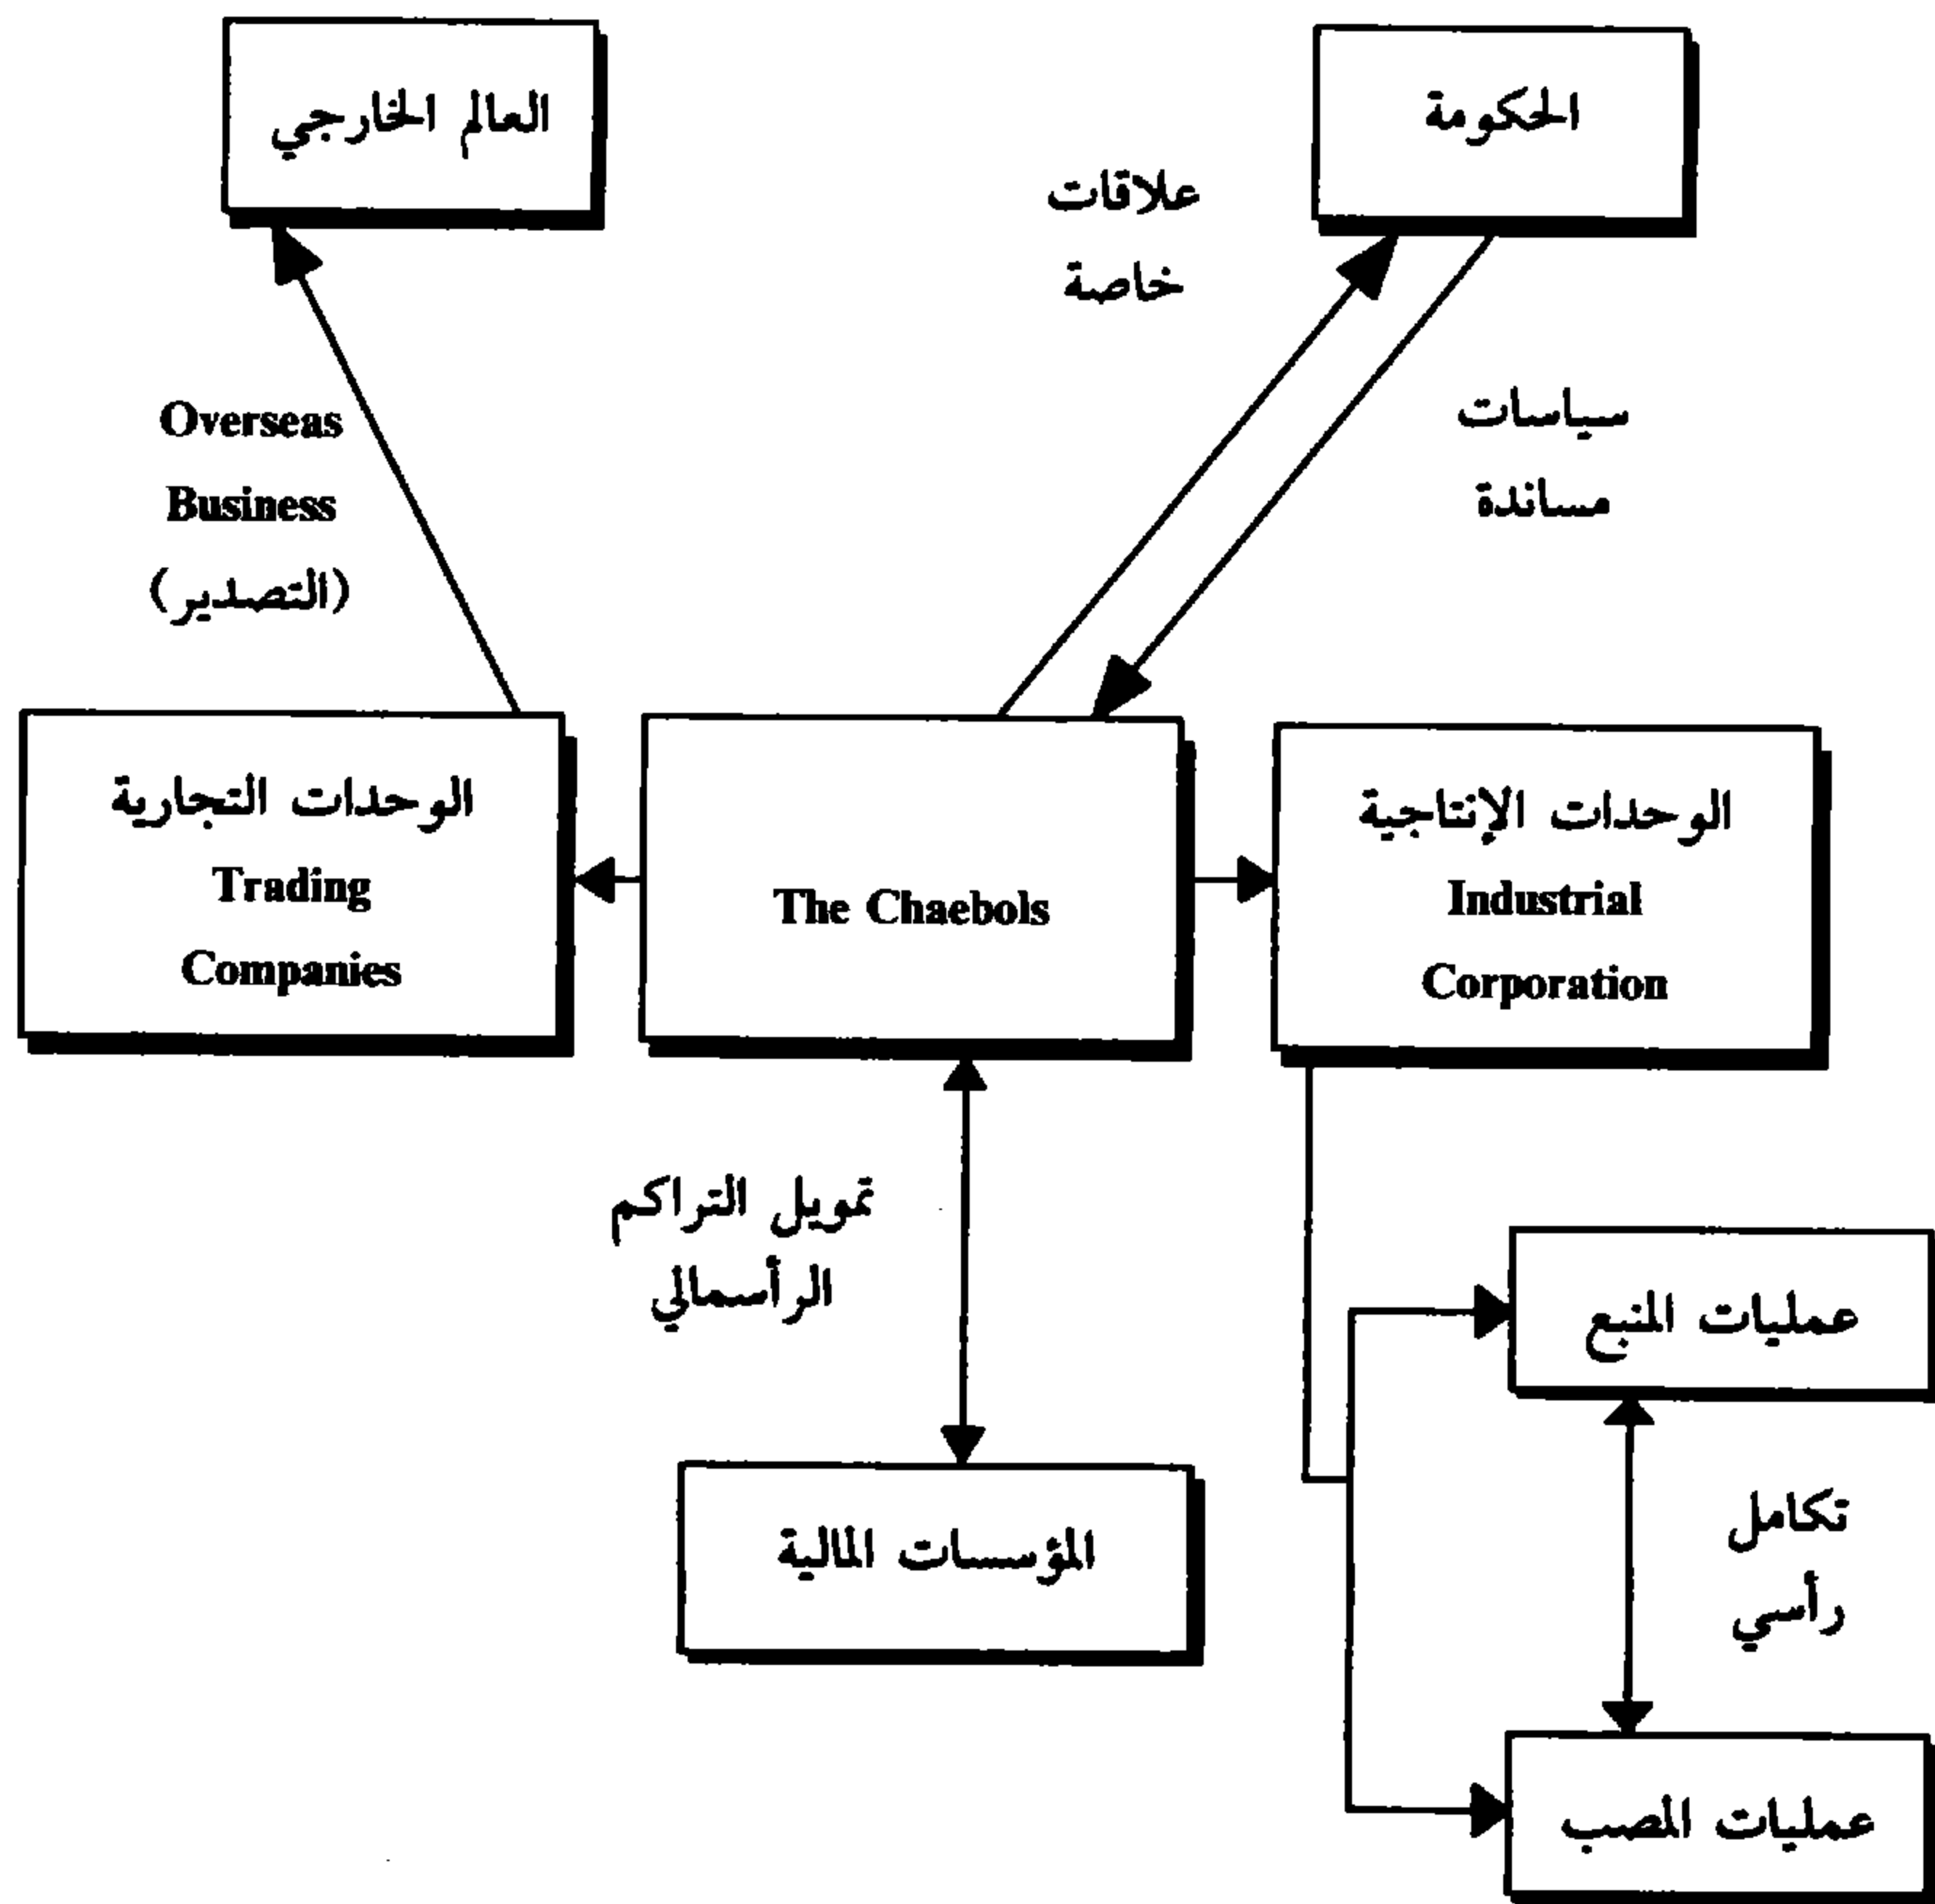 العالم الخارجي
الحكومة
علاقات
خاصة
Overseas
Business
(التصدير)
سياسات
مساندة
الوحدات التجارية
Trading
Companies
The Chaebols
الوحدات الإنتاجية
Industrial
Corporation
تمويل التراكم
الرأسمالي
عمليات المنبع
المؤسسات المالية
تكامل
رأسي
عمليات المصب